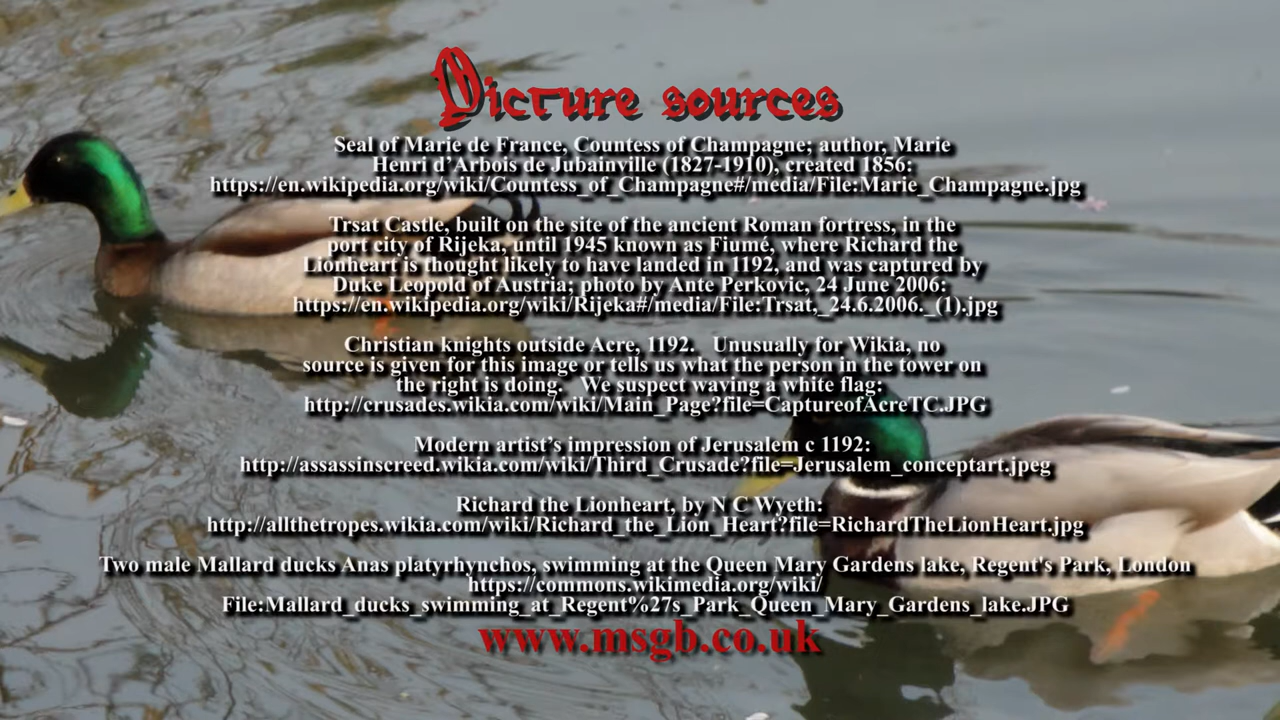 Picture sources
Seal of Marie de France, Countess of Champagne; author, Marie
Henri d’Arbois de Jubainville (1827-1910), created 1856:
https://en.wikipedia.org/wiki/Countess_of_Champagne#/media/File:Marie_Champagne.jpg
Trsat Castle, built on the site of the ancient Roman fortress, in the
port city of Rijeka, until 1945 known as Fiumé, where Richard the
Lionheart is thought likely to have landed in 1192, and was captured by
Duke Leopold of Austria; photo by Ante Perkovic, 24 June 2006:
https://en.wikipedia.org/wiki/Rijeka#/media/File:Trsat,_24.6.2006._(1).jpg
Christian knights outside Acre, 1192. Unusually for Wikia, no
source is given for this image or tells us what the person in the tower on
the right is doing. We suspect waving a white flag:
http://crusades.wikia.com/wiki/Main_Page?file=CaptureofAcreTC.JPG
Modern artist’s impression of Jerusalem c 1192:
http://assassinscreed.wikia.com/wiki/Third_Crusade?file=Jerusalem_conceptart.jpeg
Richard the Lionheart, by N C Wyeth:
http://allthetropes.wikia.com/wiki/Richard_the_Lion_Heart?file=RichardTheLionHeart.jpg
Two male Mallard ducks Anas platyrhynchos, swimming at the Queen Mary Gardens lake, Regent's Park, London
https://commons.wikimedia.org/wiki/
File:Mallard_ducks_swimming_at_Regent%27s_Park_Queen_Mary_Gardens_lake.JPG
www.msgb.co.uk